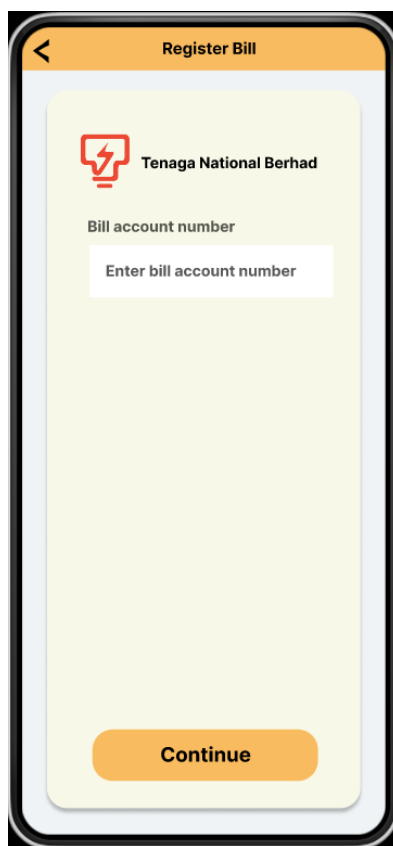 Register Bill
Tenaga National Berhad
Bill account number
Enter bill account number
Continue